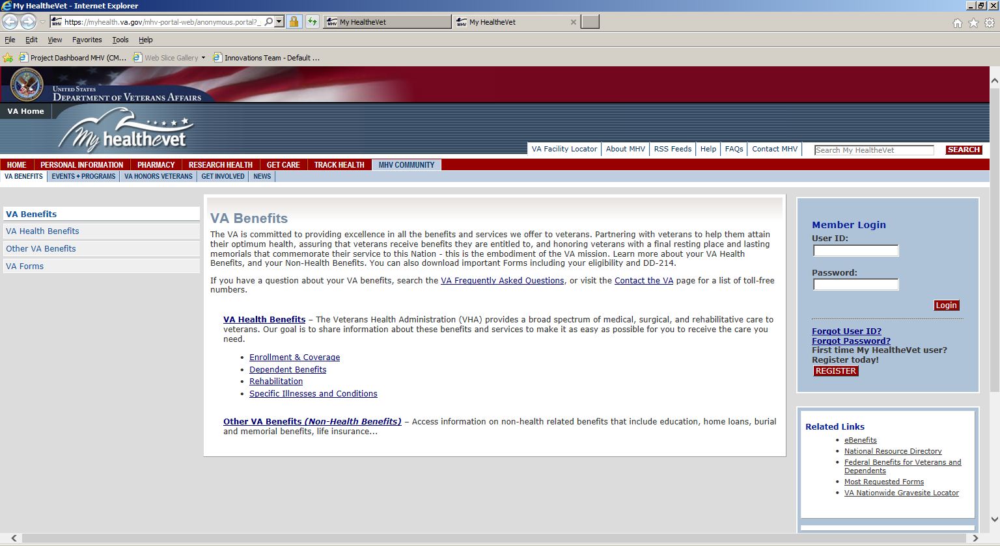 My HealtheVet - Internet Explorer
https://myhealth.va.gov/mhv-portal-web/anonymous.portal?_
My HealtheVet
My HealtheVet
File Edit View Favorites Tools Help
Project Dashboard MHV (CM... Web Slice Gallery Innovations Team - Default ...
UNITED STATES
DEPARTMENT OF VETERANS AFFAIRS
VA Home
My healthevet
VA Facility Locator About MHV RSS Feeds Help FAQs Contact MHV Search My HealtheVet SEARCH
HOME PERSONAL INFORMATION PHARMACY RESEARCH HEALTH GET CARE TRACK HEALTH MHV COMMUNITY
VA BENEFITS EVENTS + PROGRAMS VA HONORS VETERANS GET INVOLVED NEWS
VA Benefits
VA Health Benefits
Other VA Benefits
VA Forms
VA Benefits
The VA is committed to providing excellence in all the benefits and services we offer to veterans. Partnering with veterans to help them attain
their optimum health, assuring that veterans receive benefits they are entitled to, and honoring veterans with a final resting place and lasting
memorials that commemorate their service to this Nation - this is the embodiment of the VA mission. Learn more about your VA Health
Benefits, and your Non-Health Benefits. You can also download important Forms including your eligibility and DD-214.
If you have a question about your VA benefits, search the VA Frequently Asked Questions, or visit the Contact the VA page for a list of toll-free
numbers.
VA Health Benefits – The Veterans Health Administration (VHA) provides a broad spectrum of medical, surgical, and rehabilitative care to
veterans. Our goal is to share information about these benefits and services to make it as easy as possible for you to receive the care you
need.
• Enrollment & Coverage
• Dependent Benefits
• Rehabilitation
• Specific Illnesses and Conditions
Other VA Benefits (Non-Health Benefits) – Access information on non-health related benefits that include education, home loans, burial
and memorial benefits, life insurance...
Member Login
User ID:
Password:
Login
Forgot User ID?
Forgot Password?
First time My HealtheVet user?
Register today!
REGISTER
Related Links
• eBenefits
• National Resource Directory
• Federal Benefits for Veterans and
Dependents
• Most Requested Forms
• VA Nationwide Gravesite Locator